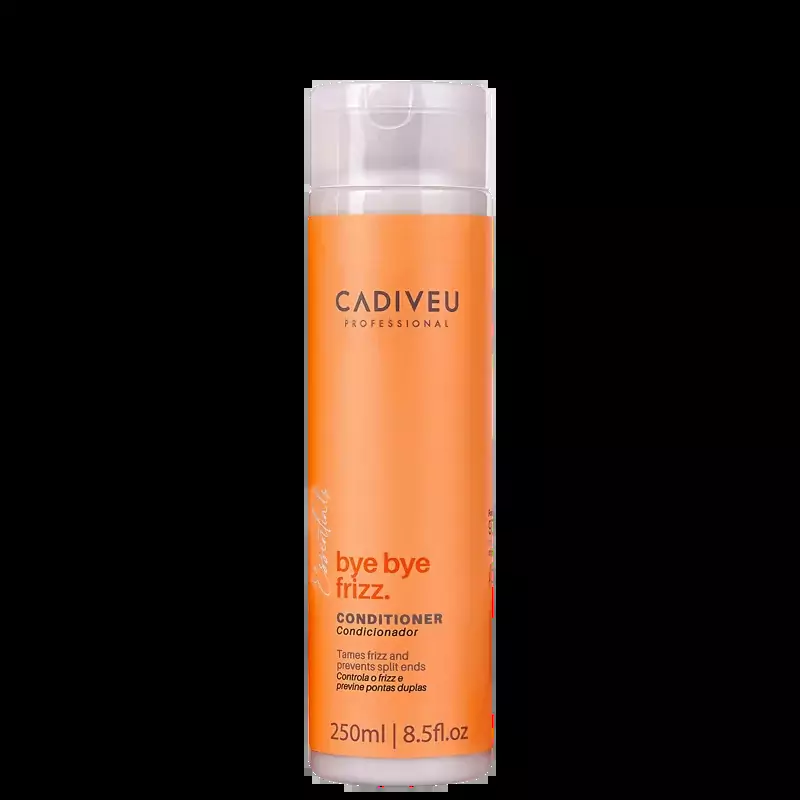 CADIVEU
PROFESSIONAL
Essentials
bye bye
frizz.
CONDITIONER
Condicionador
Tames frizz and
prevents split ends
Controla o frizz e
previne pontas duplas
250ml | 8.5fl.oz